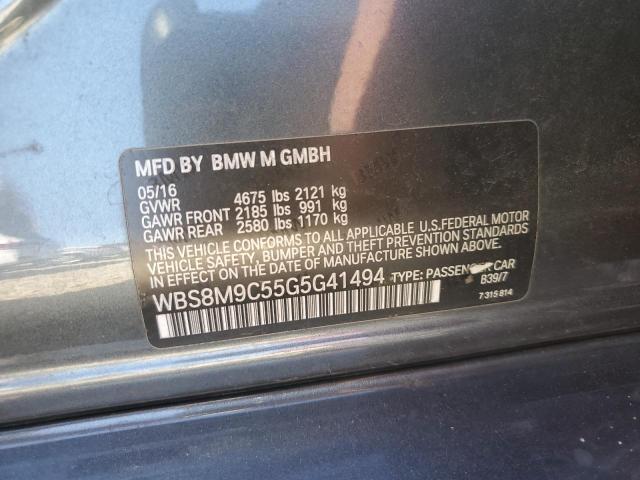 MFD BY BMW M GMBH
05/16
GVWR 4675 lbs 2121 kg
GAWR FRONT 2185 lbs 991 kg
GAWR REAR 2580 lbs 1170 kg
THIS VEHICLE CONFORMS TO ALL APPLICABLE U.S.FEDERAL MOTOR
VEHICLE SAFETY, BUMPER AND THEFT PREVENTION STANDARDS
IN EFFECT ON THE DATE OF MANUFACTURE SHOWN ABOVE.
WBS8M9C55G5G41494 TYPE: PASSENGER CAR
B39/7
7 315 814